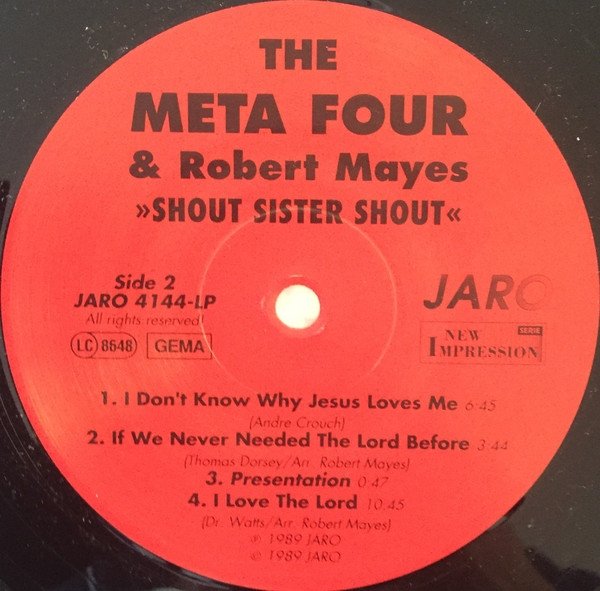 THE
META FOUR
& Robert Mayes
»SHOUT SISTER SHOUT«
Side 2
JARO 4144-LP
All rights reserved!
LC 8648 GEMA
JARO
SERIE
NEW
IMPRESSION
1. I Don't Know Why Jesus Loves Me 6:45
(Andre Crouch)
2. If We Never Needed The Lord Before 3:44
(Thomas Dorsey/Arr. Robert Mayes)
3. Presentation 0:47
4. I Love The Lord 10:45
(Dr. Watts/Arr. Robert Mayes)
℗ 1989 JARO
© 1989 JARO